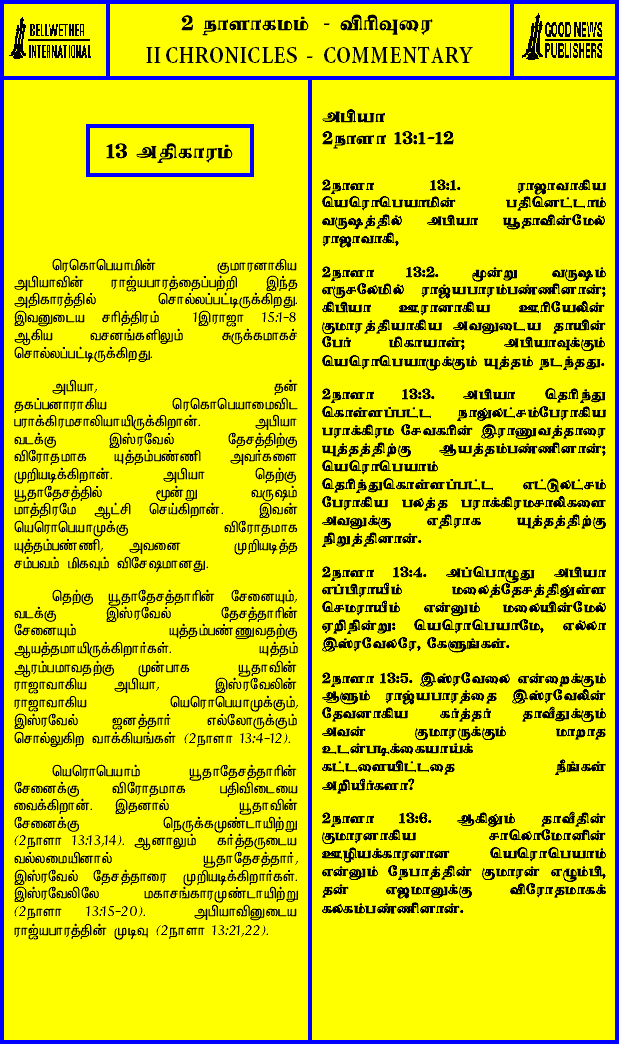 BELLWETHER
INTERNATIONAL
2 நாளாகமம் - விரிவுரை
II CHRONICLES - COMMENTARY
GOOD NEWS
PUBLISHERS
13 அதிகாரம்
ரெகொபெயாமின் குமாரனாகிய
அபியாவின் ராஜ்யபாரத்தைப்பற்றி இந்த
அதிகாரத்தில் சொல்லப்பட்டிருக்கிறது.
இவனுடைய சரித்திரம் 1இராஜா 15:1-8
ஆகிய வசனங்களிலும் சுருக்கமாகச்
சொல்லப்பட்டிருக்கிறது.
அபியா, தன்
தகப்பனாராகிய ரெகொபெயாமைவிட
பராக்கிரமசாலியாயிருக்கிறான். அபியா
வடக்கு இஸ்ரவேல் தேசத்திற்கு
விரோதமாக யுத்தம்பண்ணி அவர்களை
முறியடிக்கிறான். அபியா தெற்கு
யூதாதேசத்தில் மூன்று வருஷம்
மாத்திரமே ஆட்சி செய்கிறான். இவன்
யெரொபெயாமுக்கு விரோதமாக
யுத்தம்பண்ணி, அவனை முறியடித்த
சம்பவம் மிகவும் விசேஷமானது.
தெற்கு யூதாதேசத்தாரின் சேனையும்,
வடக்கு இஸ்ரவேல் தேசத்தாரின்
சேனையும் யுத்தம்பண்ணுவதற்கு
ஆயத்தமாயிருக்கிறார்கள். யுத்தம்
ஆரம்பமாவதற்கு முன்பாக யூதாவின்
ராஜாவாகிய அபியா, இஸ்ரவேலின்
ராஜாவாகிய யெரொபெயாமுக்கும்,
இஸ்ரவேல் ஜனத்தார் எல்லோருக்கும்
சொல்லுகிற வாக்கியங்கள் (2நாளா 13:4-12).
யெரொபெயாம் யூதாதேசத்தாரின்
சேனைக்கு விரோதமாக பதிவிடையை
வைக்கிறான். இதனால் யூதாவின்
சேனைக்கு நெருக்கமுண்டாயிற்று
(2நாளா 13:13,14). ஆனாலும் கர்த்தருடைய
வல்லமையினால் யூதாதேசத்தார்,
இஸ்ரவேல் தேசத்தாரை முறியடிக்கிறார்கள்.
இஸ்ரவேலிலே மகாசங்காரமுண்டாயிற்று
(2நாளா 13:15-20). அபியாவினுடைய
ராஜ்யபாரத்தின் முடிவு (2நாளா 13:21,22).
அபியா
2நாளா 13:1-12
2நாளா 13:1. ராஜாவாகிய
யெரொபெயாமின் பதினெட்டாம்
வருஷத்தில் அபியா யூதாவின்மேல்
ராஜாவாகி,
2நாளா 13:2. மூன்று வருஷம்
எருசலேமில் ராஜ்யபாரம்பண்ணினான்;
கிபியா ஊரானாகிய ஊரியேலின்
குமாரத்தியாகிய அவனுடைய தாயின்
பேர் மிகாயாள்; அபியாவுக்கும்
யெரொபெயாமுக்கும் யுத்தம் நடந்தது.
2நாளா 13:3. அபியா தெரிந்து
கொள்ளப்பட்ட நாலுலட்சம்பேராகிய
பராக்கிரம சேவகரின் இராணுவத்தாரை
யுத்தத்திற்கு ஆயத்தம்பண்ணினான்;
யெரொபெயாம்
தெரிந்துகொள்ளப்பட்ட எட்டுலட்சம்
பேராகிய பலத்த பராக்கிரமசாலிகளை
அவனுக்கு எதிராக யுத்தத்திற்கு
நிறுத்தினான்.
2நாளா 13:4. அப்பொழுது அபியா
எப்பிராயீம் மலைத்தேசத்திலுள்ள
செமராயீம் என்னும் மலையின்மேல்
ஏறிநின்று: யெரொபெயாமே, எல்லா
இஸ்ரவேலரே, கேளுங்கள்.
2நாளா 13:5. இஸ்ரவேலை என்றைக்கும்
ஆளும் ராஜ்யபாரத்தை இஸ்ரவேலின்
தேவனாகிய கர்த்தர் தாவீதுக்கும்
அவன் குமாரருக்கும் மாறாத
உடன்படிக்கையாய்க்
கட்டளையிட்டதை நீங்கள்
அறியீர்களா?
2நாளா 13:6. ஆகிலும் தாவீதின்
குமாரனாகிய சாலொமோனின்
ஊழியக்காரனான யெரொபெயாம்
என்னும் நேபாத்தின் குமாரன் எழும்பி,
தன் எஜமானுக்கு விரோதமாகக்
கலகம்பண்ணினான்.